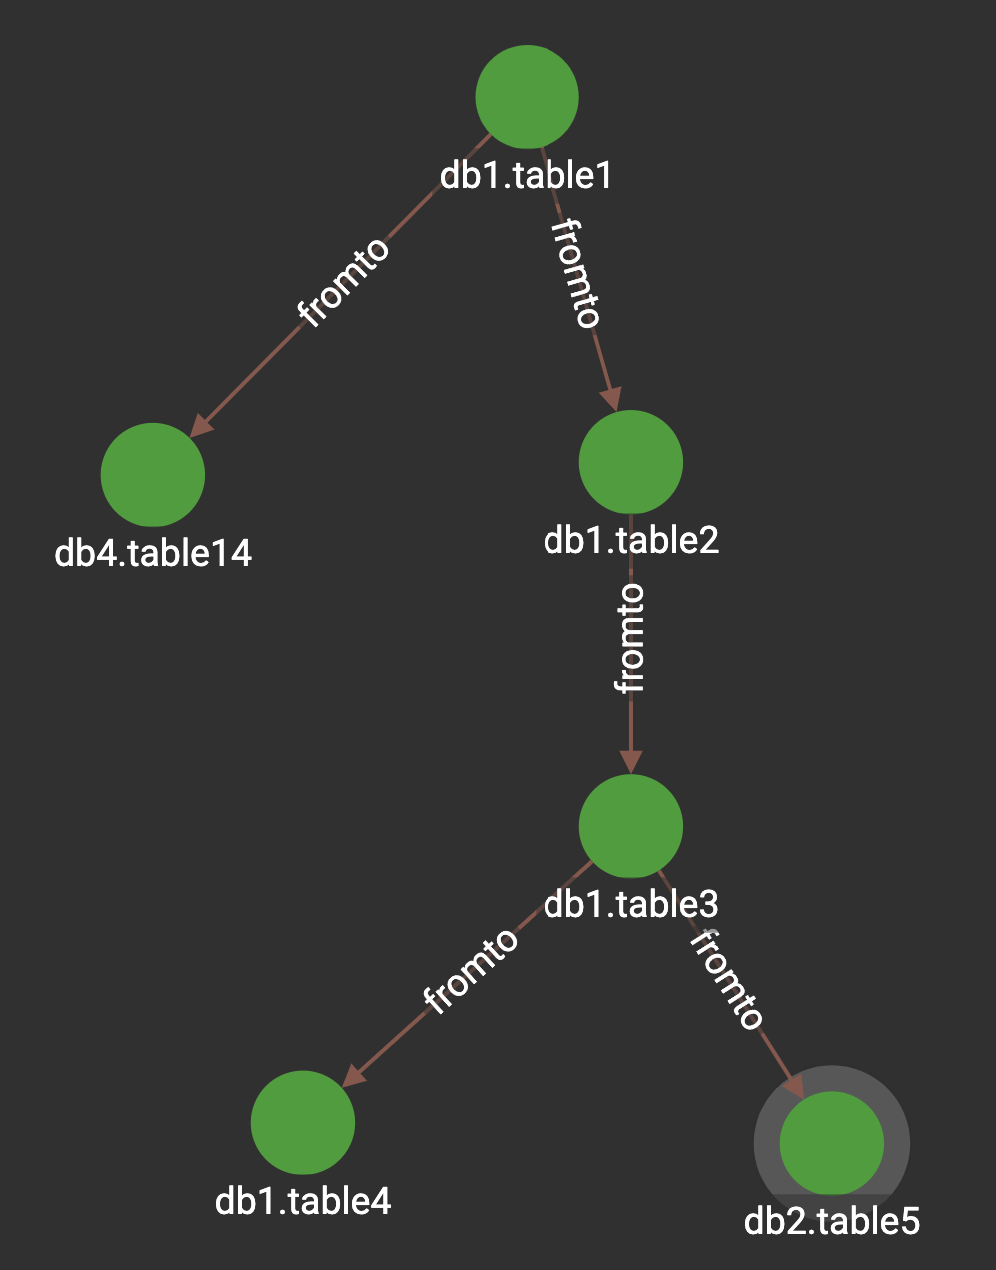 db1.table1
fromto
fromto
db4.table14
db1.table2
fromto
db1.table3
fromto
fromto
db1.table4
db2.table5